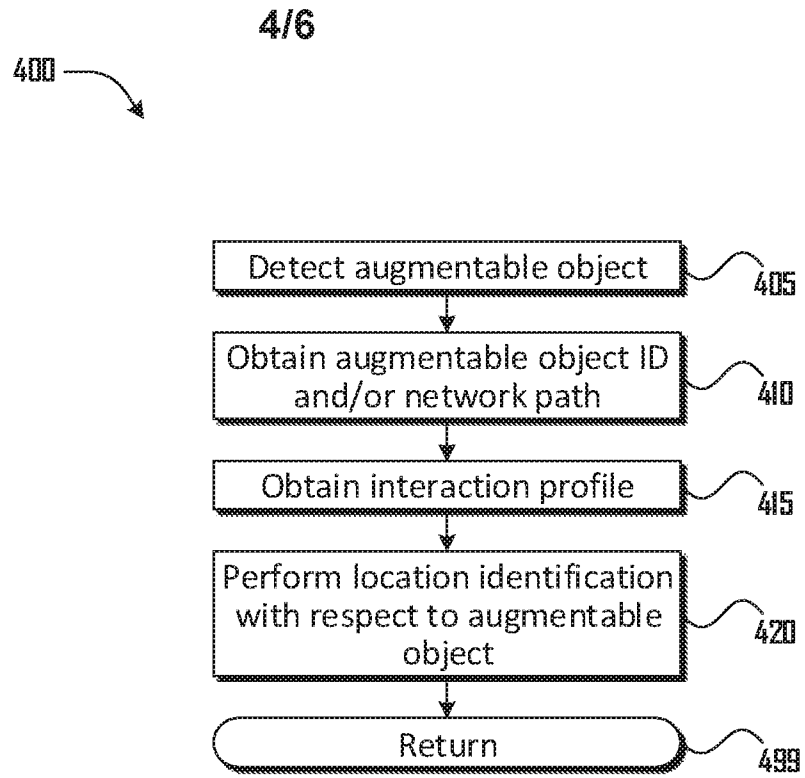 4/6
400
Detect augmentable object
405
Obtain augmentable object ID
and/or network path
410
Obtain interaction profile
415
Perform location identification
with respect to augmentable
object
420
Return
499